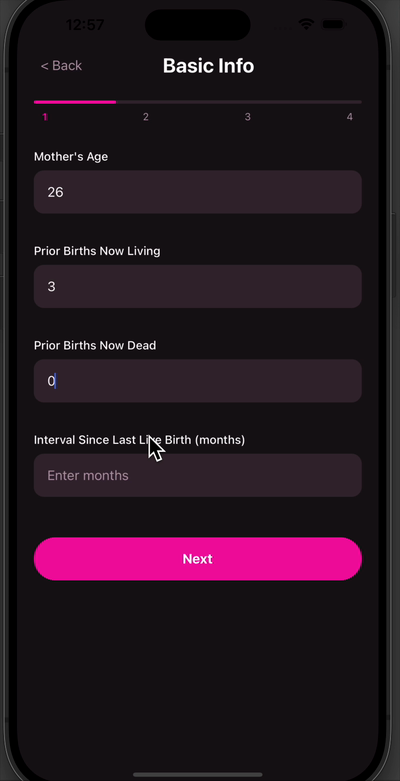 12:57
< Back
Basic Info
1 2 3 4
Mother's Age
26
Prior Births Now Living
3
Prior Births Now Dead
0
Interval Since Last Live Birth (months)
Enter months
Next